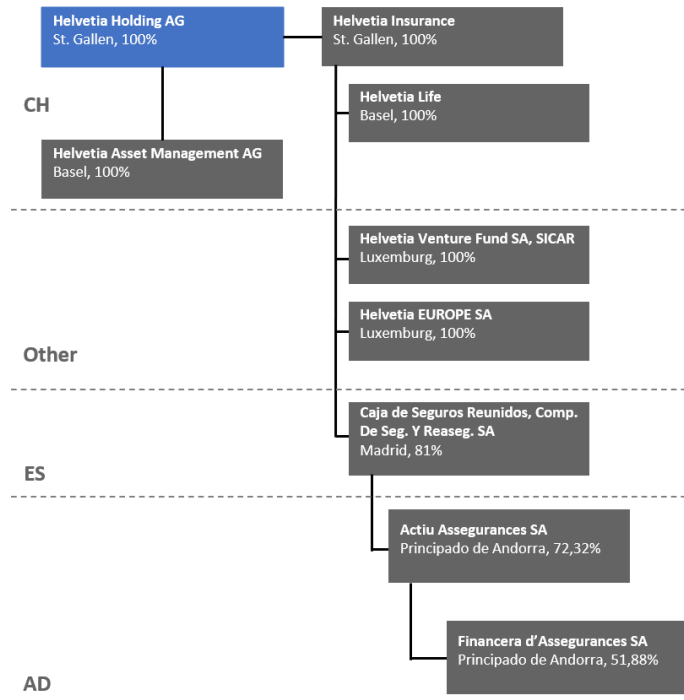 Helvetia Holding AG
St. Gallen, 100%
Helvetia Insurance
St. Gallen, 100%
CH
Helvetia Life
Basel, 100%
Helvetia Asset Management AG
Basel, 100%
Helvetia Venture Fund SA, SICAR
Luxemburg, 100%
Helvetia EUROPE SA
Luxemburg, 100%
Other
Caja de Seguros Reunidos, Comp.
De Seg. Y Reaseg. SA
Madrid, 81%
ES
Actiu Assegurances SA
Principado de Andorra, 72,32%
Financera d’Assegurances SA
Principado de Andorra, 51,88%
AD